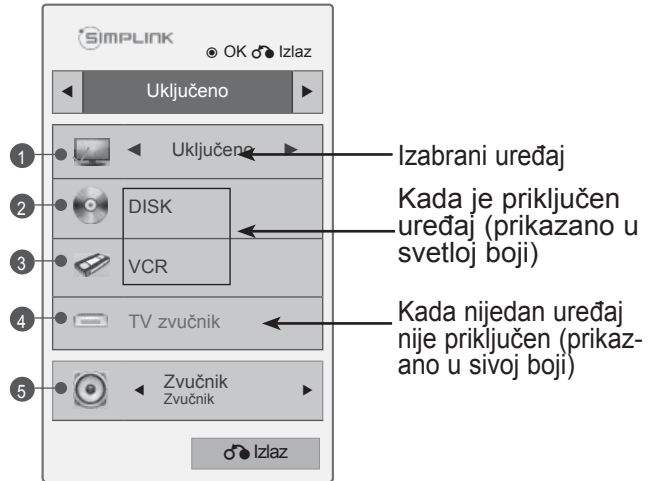 SIMPLINK
OK Izlaz
◄ Uključeno ►
1 ◄ Uključeno ► Izabrani uređaj
2 DISK
3 VCR
Kada je priključen
uređaj (prikazano u
svetloj boji)
4 TV zvučnik
Kada nijedan uređaj
nije priključen (prikaz-
ano u sivoj boji)
5 ◄ Zvučnik ►
Zvučnik
Izlaz